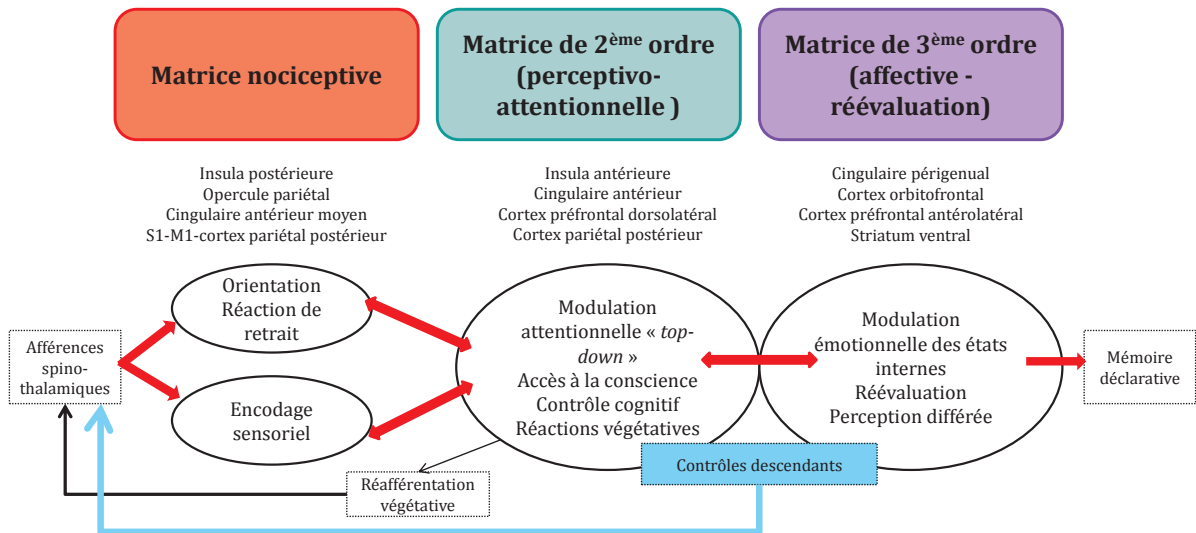 Matrice nociceptive
Matrice de 2ème ordre
(perceptivo-
attentionnelle )
Matrice de 3ème ordre
(affective -
réévaluation)
Insula postérieure
Opercule pariétal
Cingulaire antérieur moyen
S1-M1-cortex pariétal postérieur
Insula antérieure
Cingulaire antérieur
Cortex préfrontal dorsolatéral
Cortex pariétal postérieur
Cingulaire périgenual
Cortex orbitofrontal
Cortex préfrontal antérolatéral
Striatum ventral
Afférences
spino-
thalamiques
Orientation
Réaction de
retrait
Encodage
sensoriel
Modulation
attentionnelle « top-
down »
Accès à la conscience
Contrôle cognitif
Réactions végétatives
Modulation
émotionnelle des états
internes
Réévaluation
Perception différée
Mémoire
déclarative
Contrôles descendants
Réafférentation
végétative